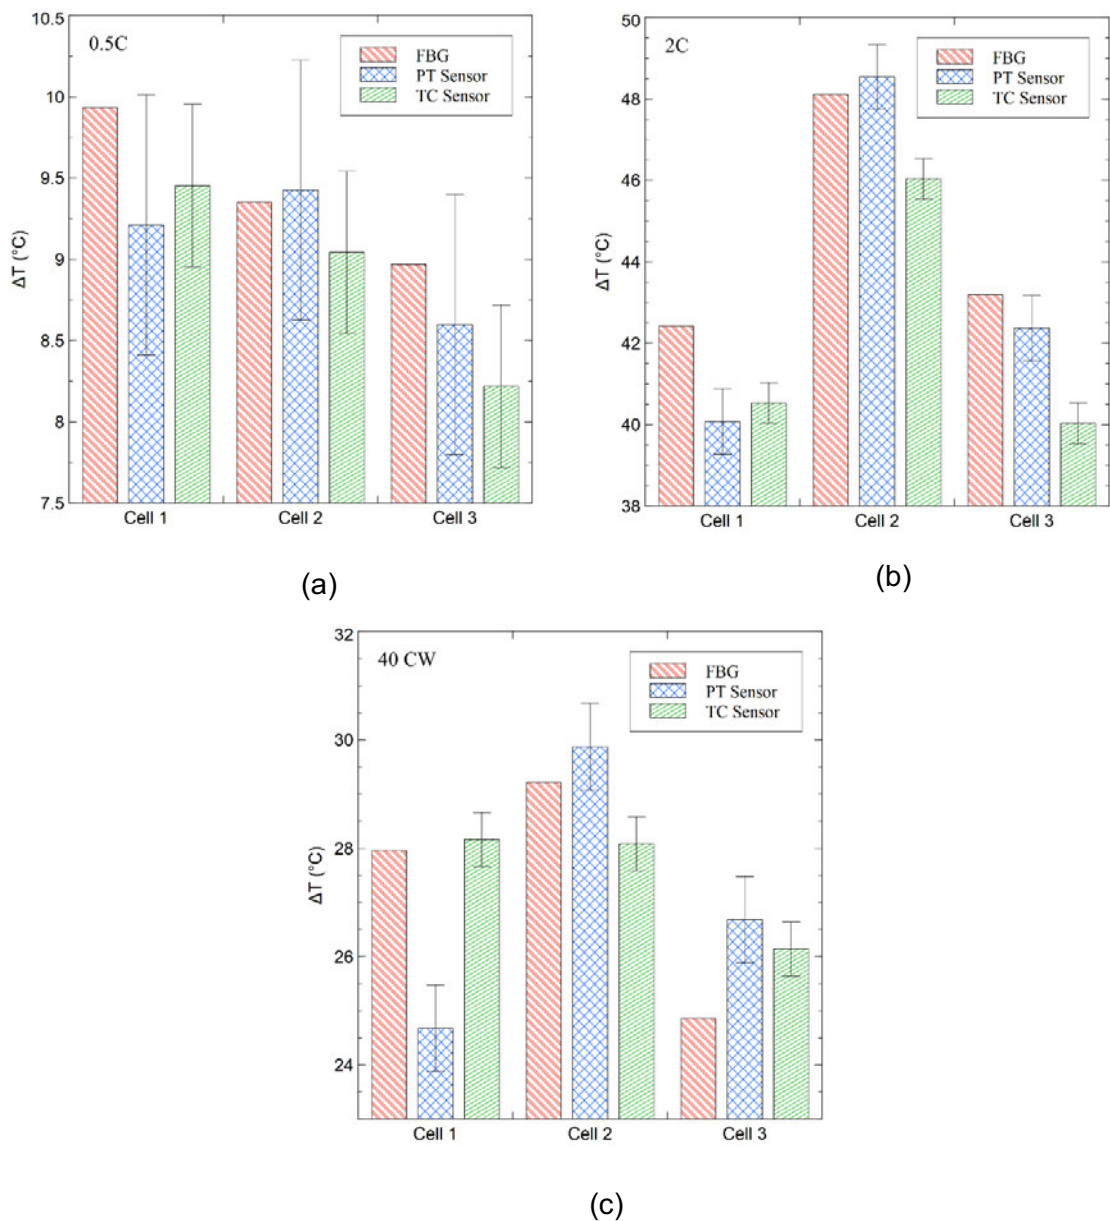 10.5
10
9.5
9
8.5
8
7.5
ΔT (°C)
0.5C
FBG
PT Sensor
TC Sensor
Cell 1 Cell 2 Cell 3
(a)
50
48
46
44
42
40
38
ΔT (°C)
2C
FBG
PT Sensor
TC Sensor
Cell 1 Cell 2 Cell 3
(b)
32
30
28
26
24
ΔT (°C)
40 CW
FBG
PT Sensor
TC Sensor
Cell 1 Cell 2 Cell 3
(c)